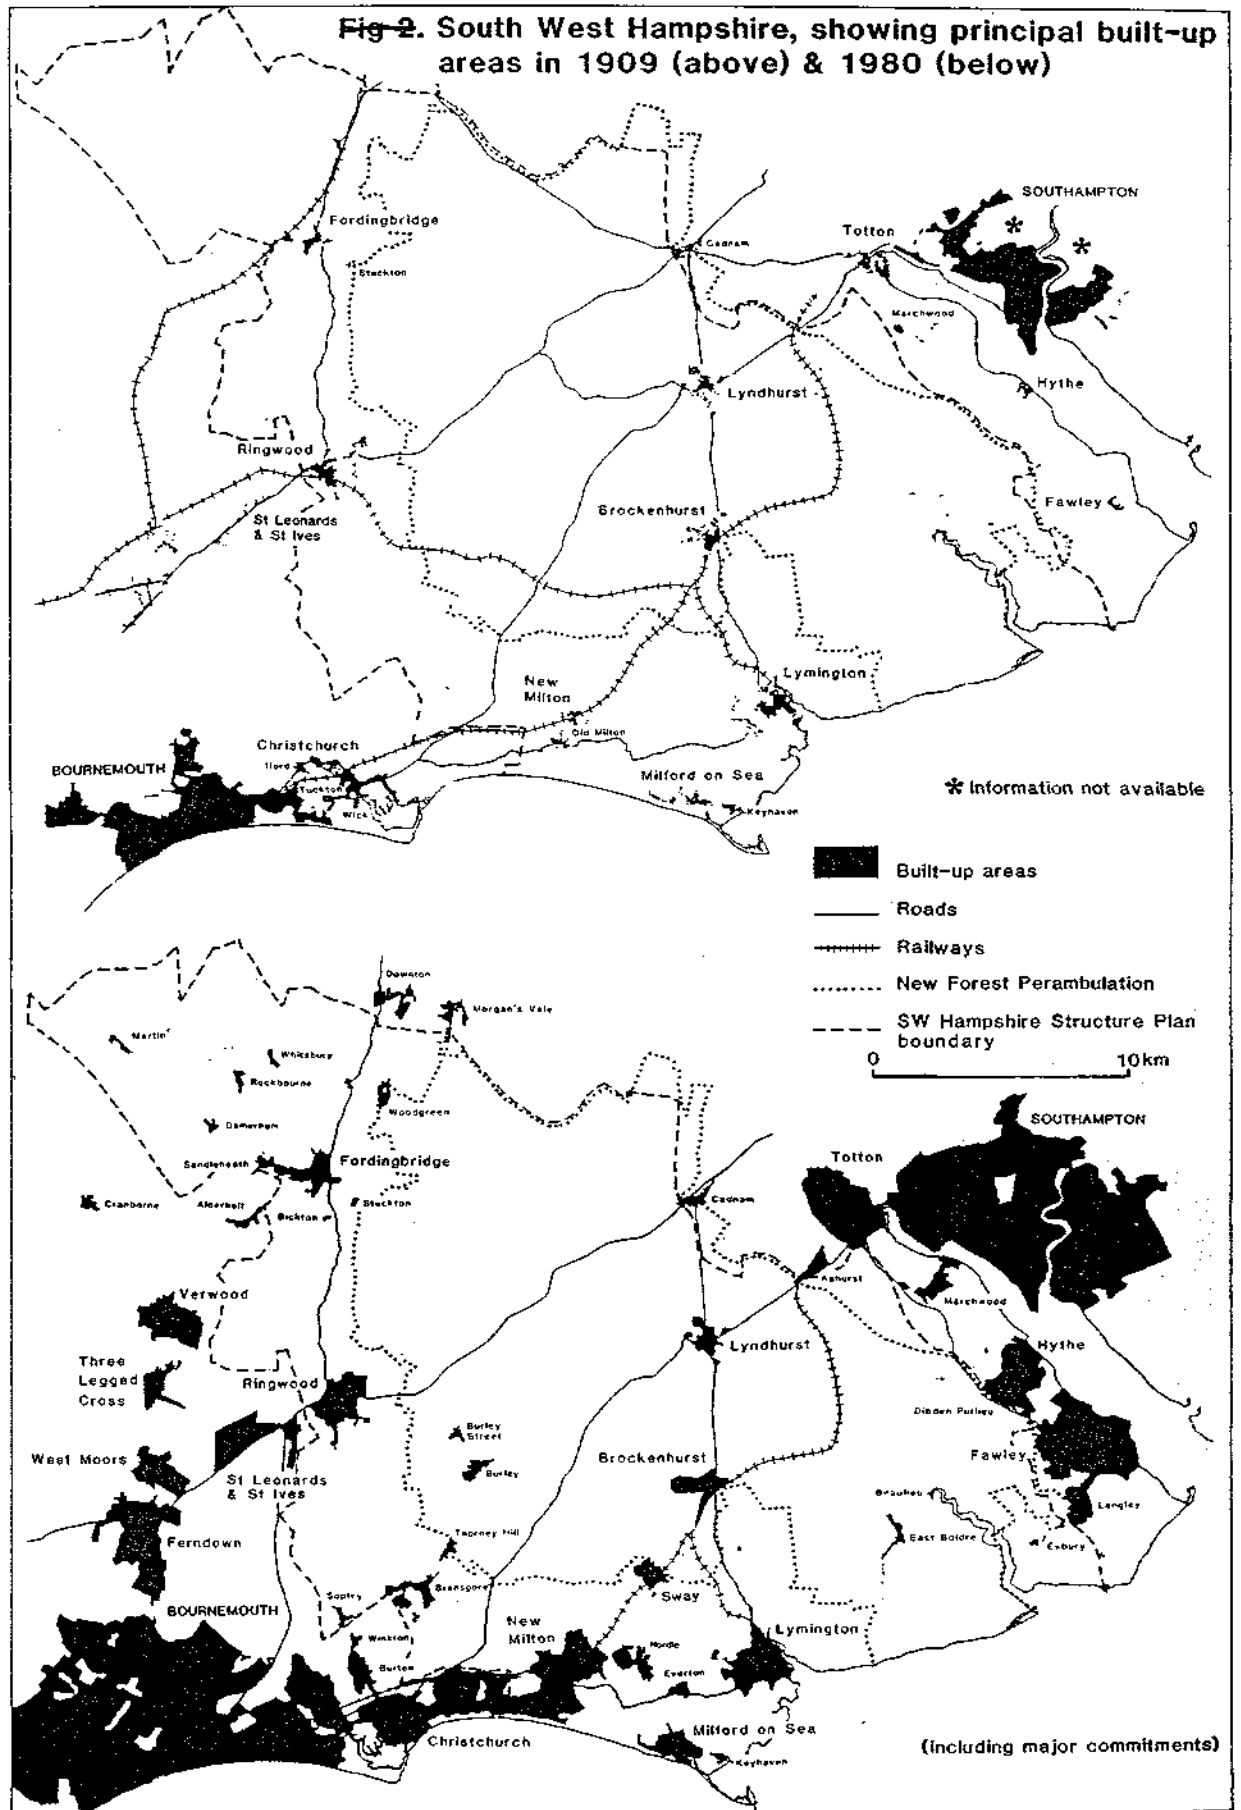 Fig 2. South West Hampshire, showing principal built-up
areas in 1909 (above) & 1980 (below)
SOUTHAMPTON
*
*
Fordingbridge
Stuckton
Cadnam
Totton
Marchwood
Hythe
Lyndhurst
Ringwood
St Leonards
& St Ives
Brockenhurst
Fawley
New
Milton
Old Milton
Lymington
Christchurch
Iford
Tuckton
Wick
BOURNEMOUTH
Milford on Sea
Keyhaven
* Information not available
Built-up areas
Roads
Railways
New Forest Perambulation
SW Hampshire Structure Plan
boundary
0 10km
Downton
Morgan's Vale
Martin
Whitsbury
Rockbourne
Woodgreen
Damerham
Sandleheath
Fordingbridge
Cranborne
Alderholt
Bickton
Stuckton
Cadnam
Totton
SOUTHAMPTON
Ashurst
Marchwood
Verwood
Lyndhurst
Hythe
Three
Legged
Cross
Ringwood
Dibden Purlieu
Burley
Street
Burley
West Moors
St Leonards
& St Ives
Brockenhurst
Fawley
Beaulieu
Langley
Ferndown
Thorney Hill
East Boldre
Exbury
Bransgore
Sopley
Sway
BOURNEMOUTH
Winkton
Burton
New
Milton
Hordle
Everton
Lymington
Christchurch
Milford on Sea
Keyhaven
(including major commitments)